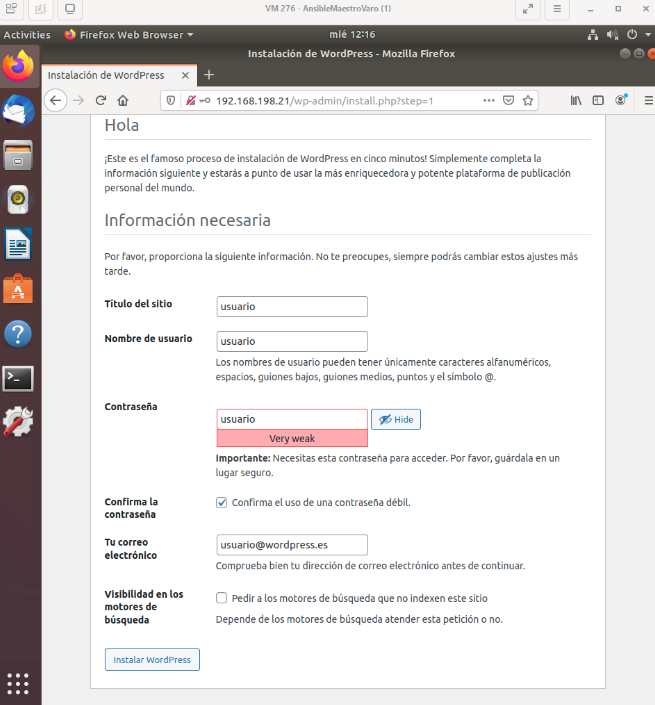 VM 276 - AnsibleMaestroVaro (1)
Activities Firefox Web Browser mié 12:16
Instalación de WordPress - Mozilla Firefox
Instalación de WordPress
192.168.198.21/wp-admin/install.php?step=1
Hola
¡Este es el famoso proceso de instalación de WordPress en cinco minutos! Simplemente completa la
información siguiente y estarás a punto de usar la más enriquecedora y potente plataforma de publicación
personal del mundo.
Información necesaria
Por favor, proporciona la siguiente información. No te preocupes, siempre podrás cambiar estos ajustes más
tarde.
Título del sitio usuario
Nombre de usuario usuario
Los nombres de usuario pueden tener únicamente caracteres alfanuméricos,
espacios, guiones bajos, guiones medios, puntos y el símbolo @.
Contraseña usuario Hide
Very weak
Importante: Necesitas esta contraseña para acceder. Por favor, guárdala en un
lugar seguro.
Confirma la
contraseña
Confirma el uso de una contraseña débil.
Tu correo
electrónico
usuario@wordpress.es
Comprueba bien tu dirección de correo electrónico antes de continuar.
Visibilidad en los
motores de
búsqueda
Pedir a los motores de búsqueda que no indexen este sitio
Depende de los motores de búsqueda atender esta petición o no.
Instalar WordPress